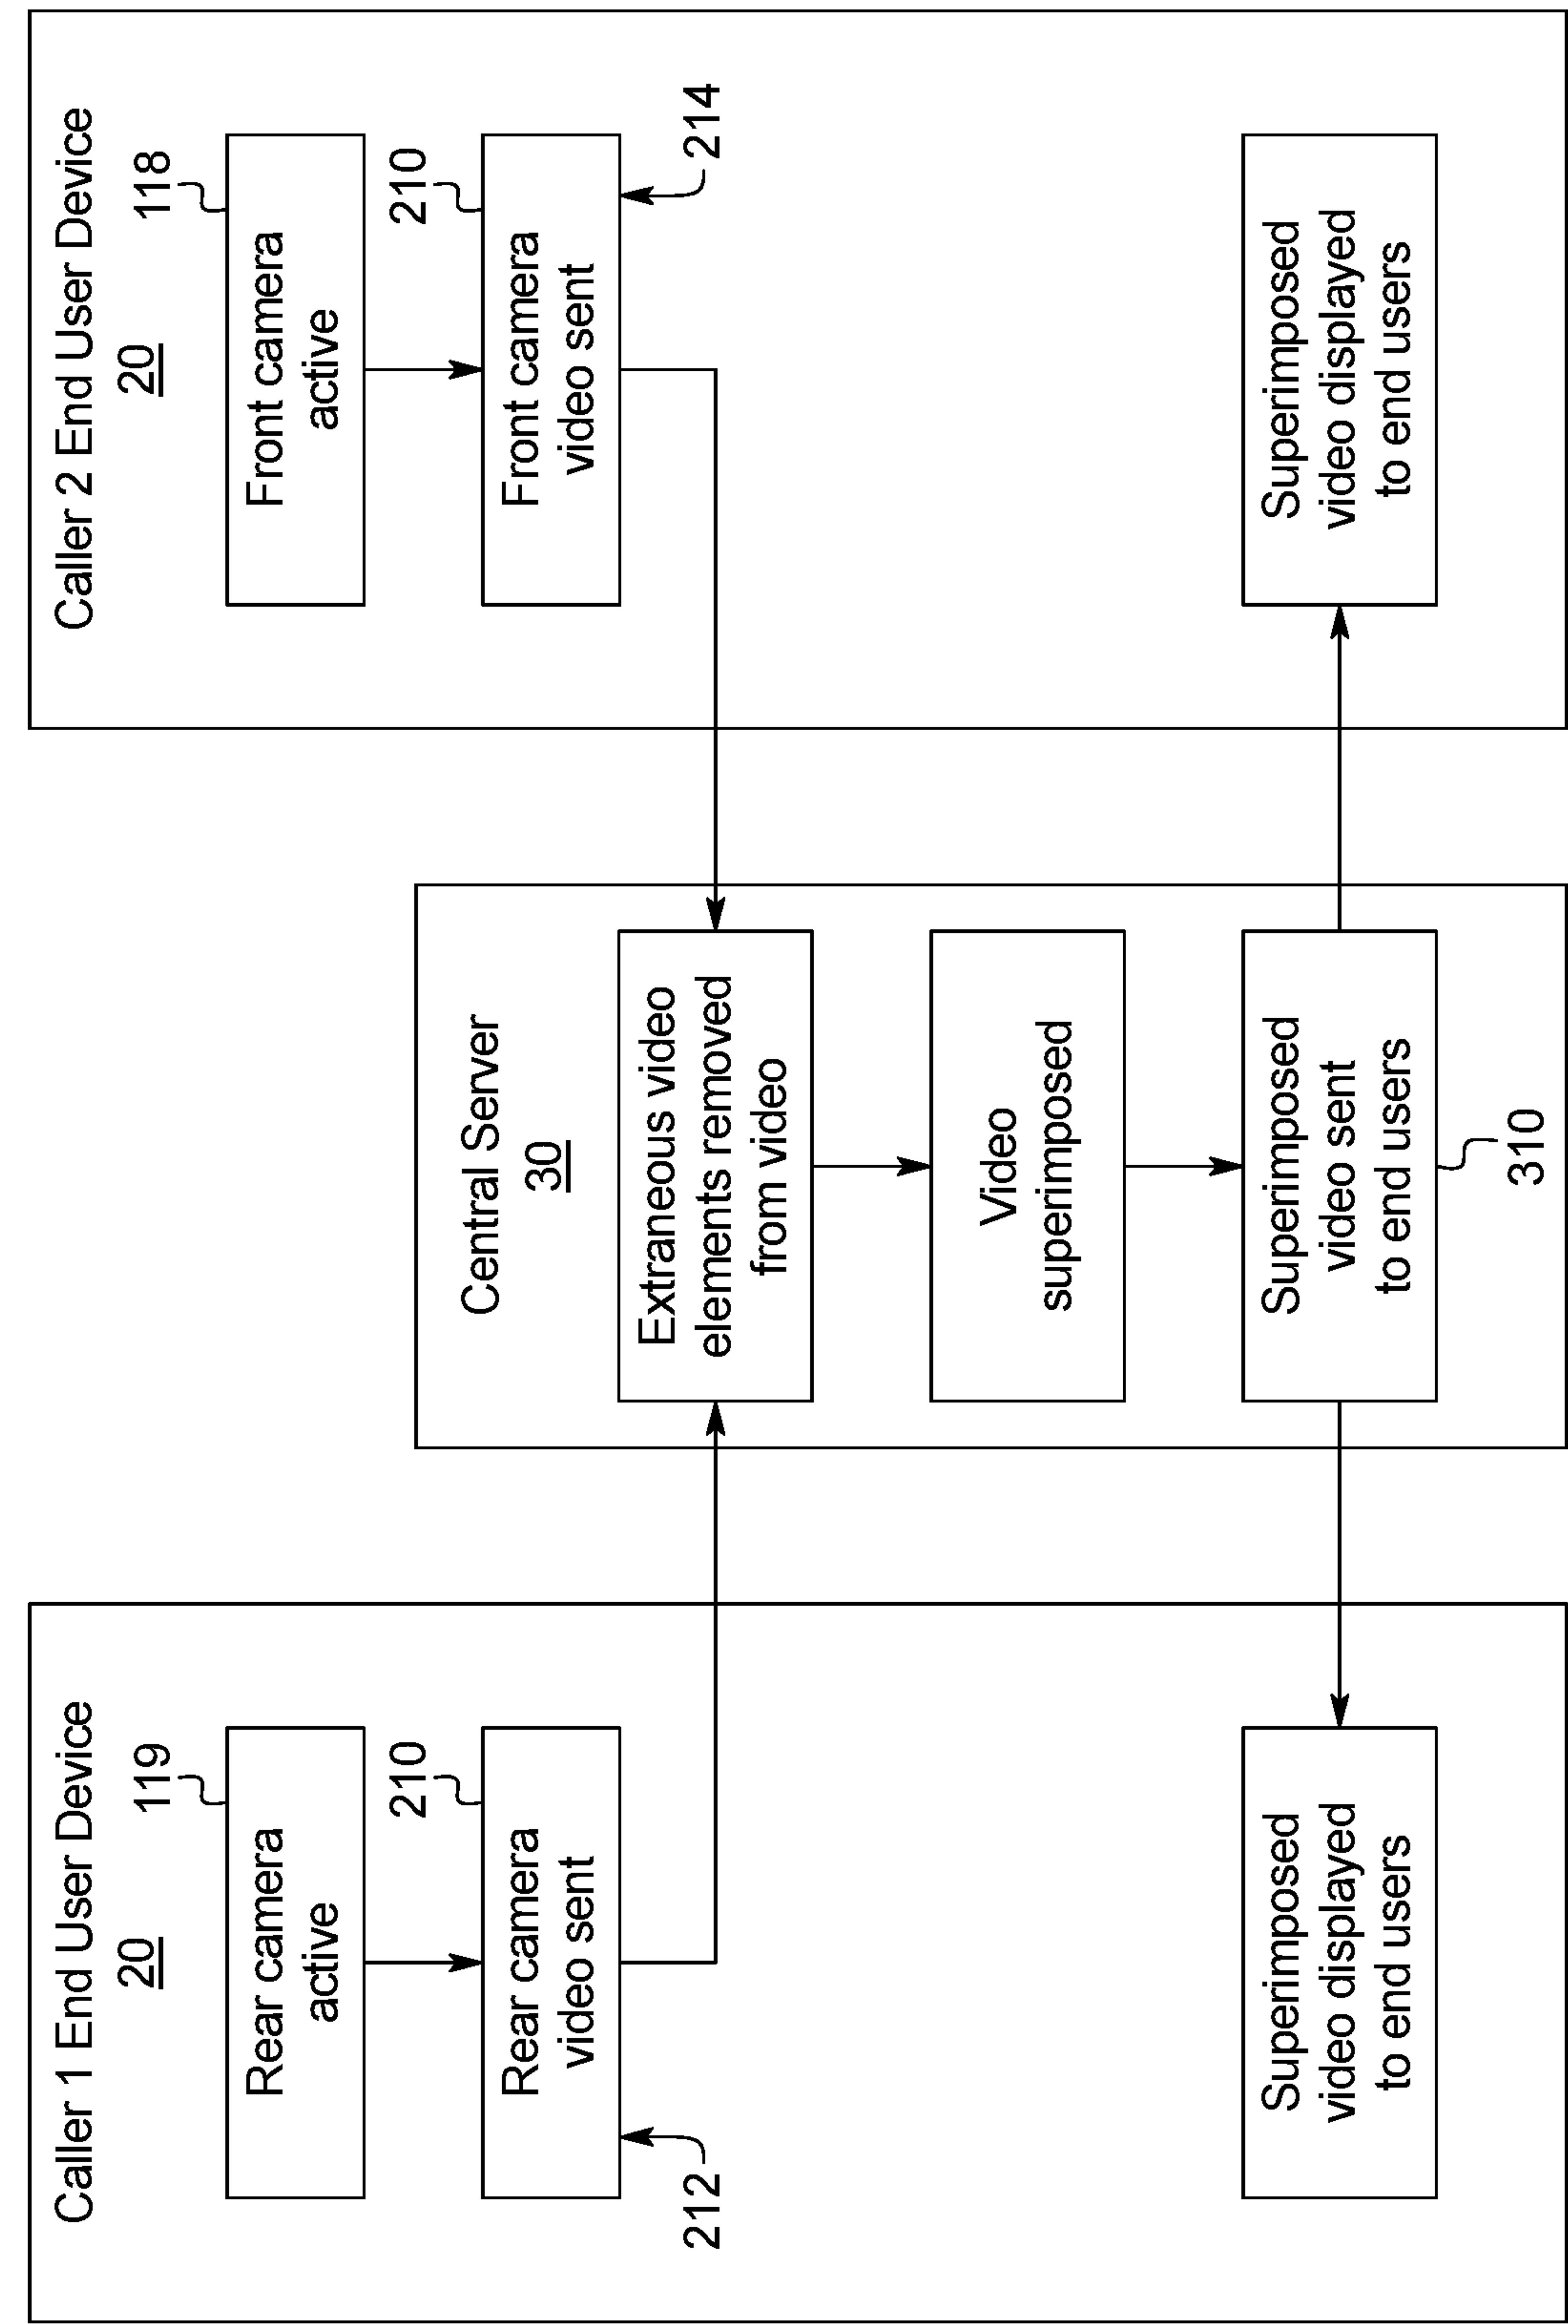 Caller 1 End User Device
20
119
Rear camera
active
210
Rear camera
video sent
212
Superimposed
video displayed
to end users
Central Server
30
Extraneous video
elements removed
from video
Video
superimposed
Superimposed
video sent
to end users
310
Caller 2 End User Device
20
118
Front camera
active
210
Front camera
video sent
214
Superimposed
video displayed
to end users